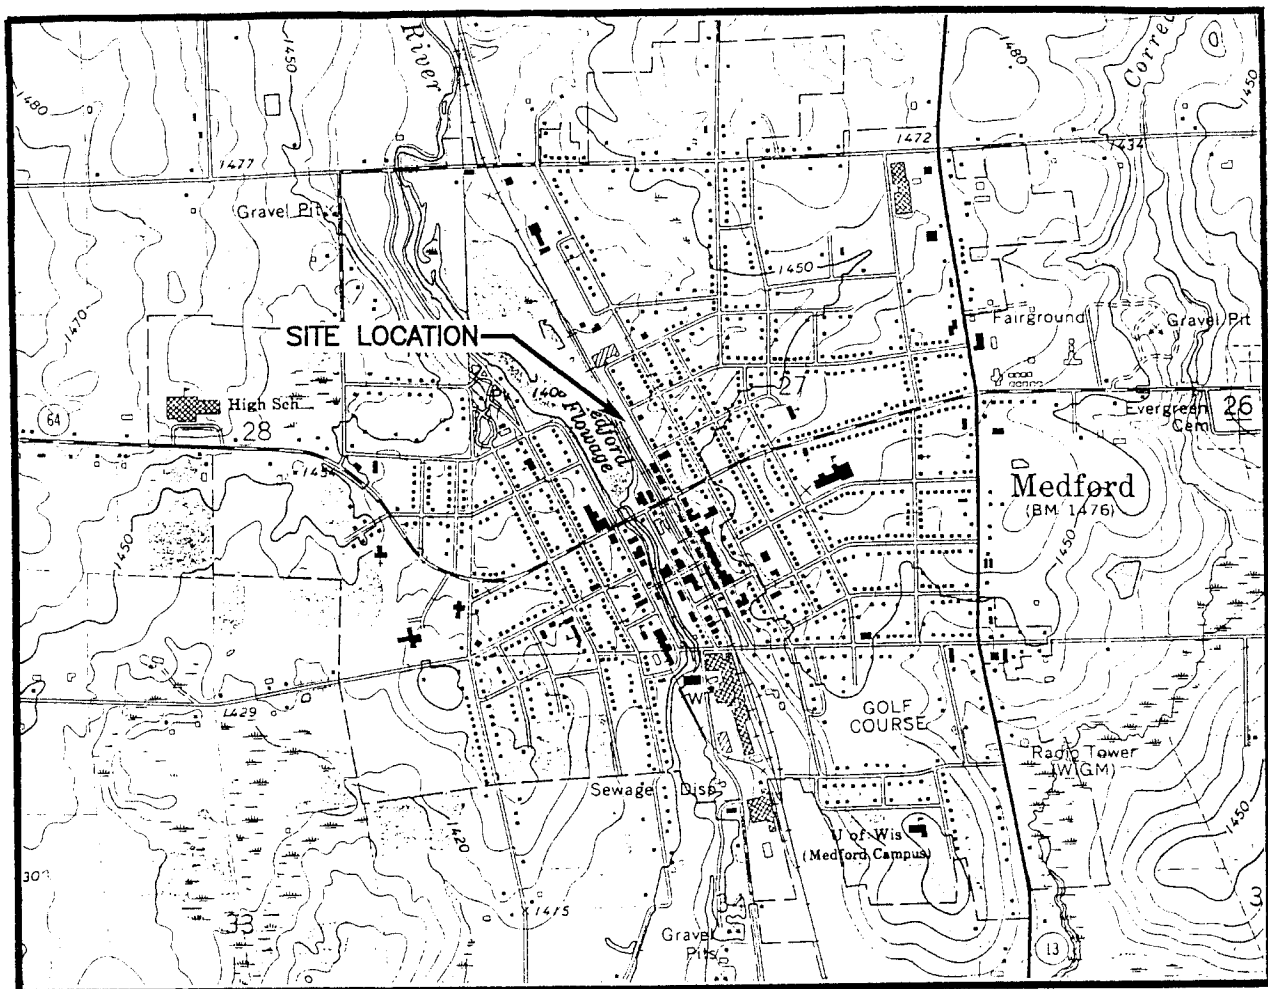 River
Corre
1450
1480
1480
1450
1472
1434
1477
Gravel Pit
1450
1470
SITE LOCATION
Fairground
Gravel Pit
1400
27
64
High Sch
28
edford
Flowage
Evergreen
Cem
26
Medford
(BM 1476)
1450
1450
1429
GOLF
COURSE
Radio Tower
(WIGM)
Sewage Disp
1420
U of Wis
(Medford Campus)
1450
33
1415
3
Gravel
Pits
13